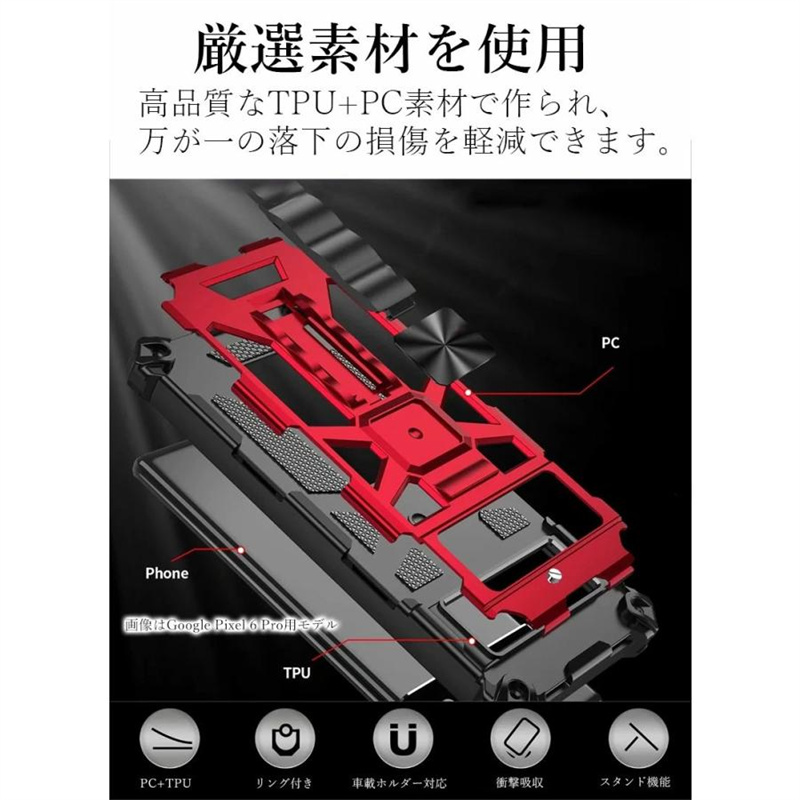 厳選素材を使用
高品質なTPU+PC素材で作られ、
万が一の落下の損傷を軽減できます。
PC
Phone
画像はGoogle Pixel 6 Pro用モデル
TPU
PC+TPU
リング付き
車載ホルダー対応
衝撃吸収
スタンド機能